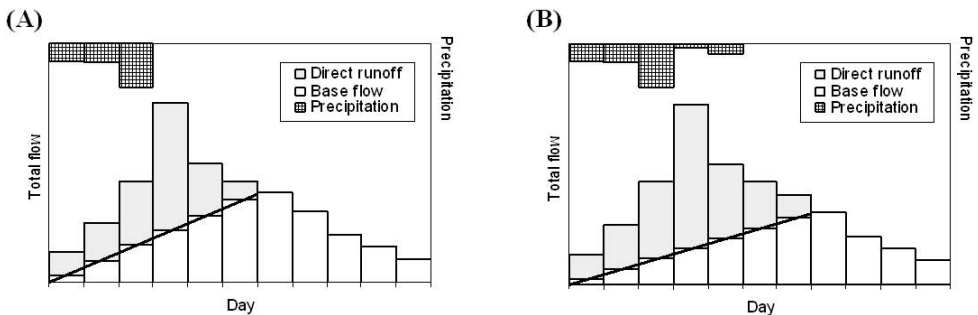 (A)
Precipitation
Direct runoff
Base flow
Precipitation
Total flow
Day
(B)
Precipitation
Direct runoff
Base flow
Precipitation
Total flow
Day